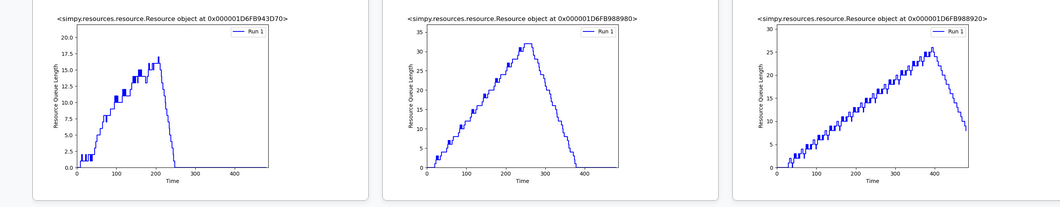 <simpy.resources.resource.Resource object at 0x000001D6FB943D70>
Run 1
20.0
17.5
15.0
12.5
10.0
7.5
5.0
2.5
0.0
Resource Queue Length
0 100 200 300 400
Time
<simpy.resources.resource.Resource object at 0x000001D6FB988980>
Run 1
35
30
25
20
15
10
5
0
Resource Queue Length
0 100 200 300 400
Time
<simpy.resources.resource.Resource object at 0x000001D6FB988920>
Run 1
30
25
20
15
10
5
0
Resource Queue Length
0 100 200 300 400
Time